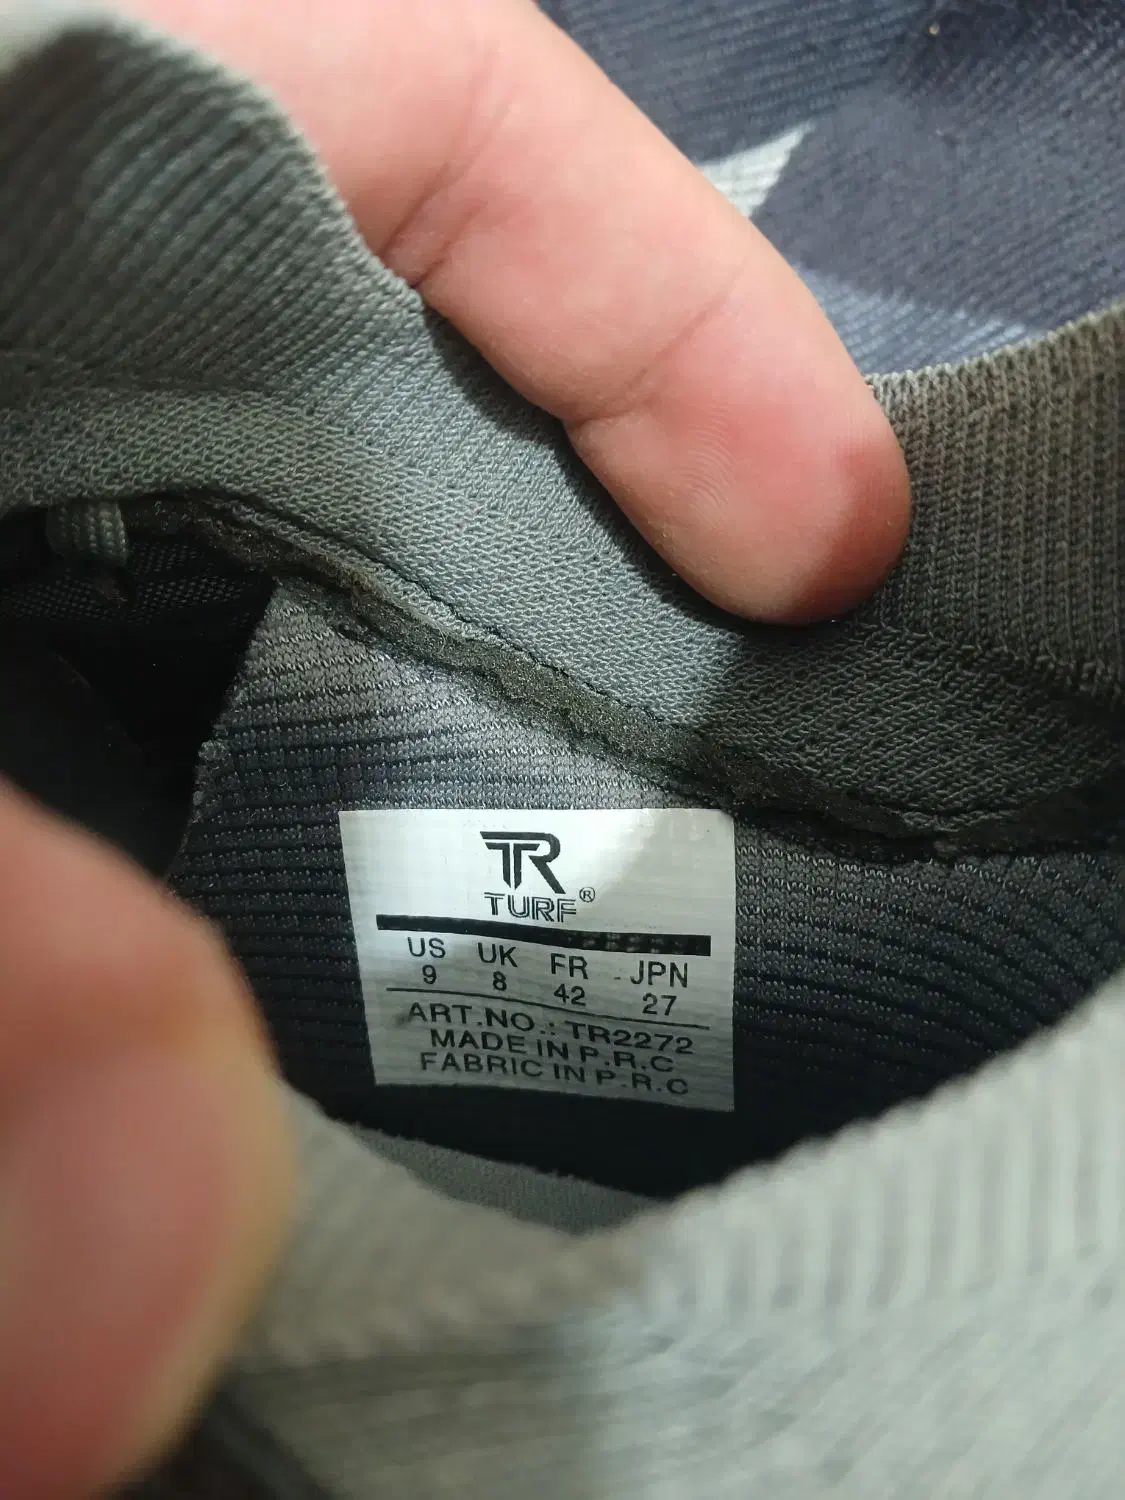 TR
TURF®
US UK FR JPN
9 8 42 27
ART.NO.: TR2272
MADE IN P.R.C
FABRIC IN P.R.C